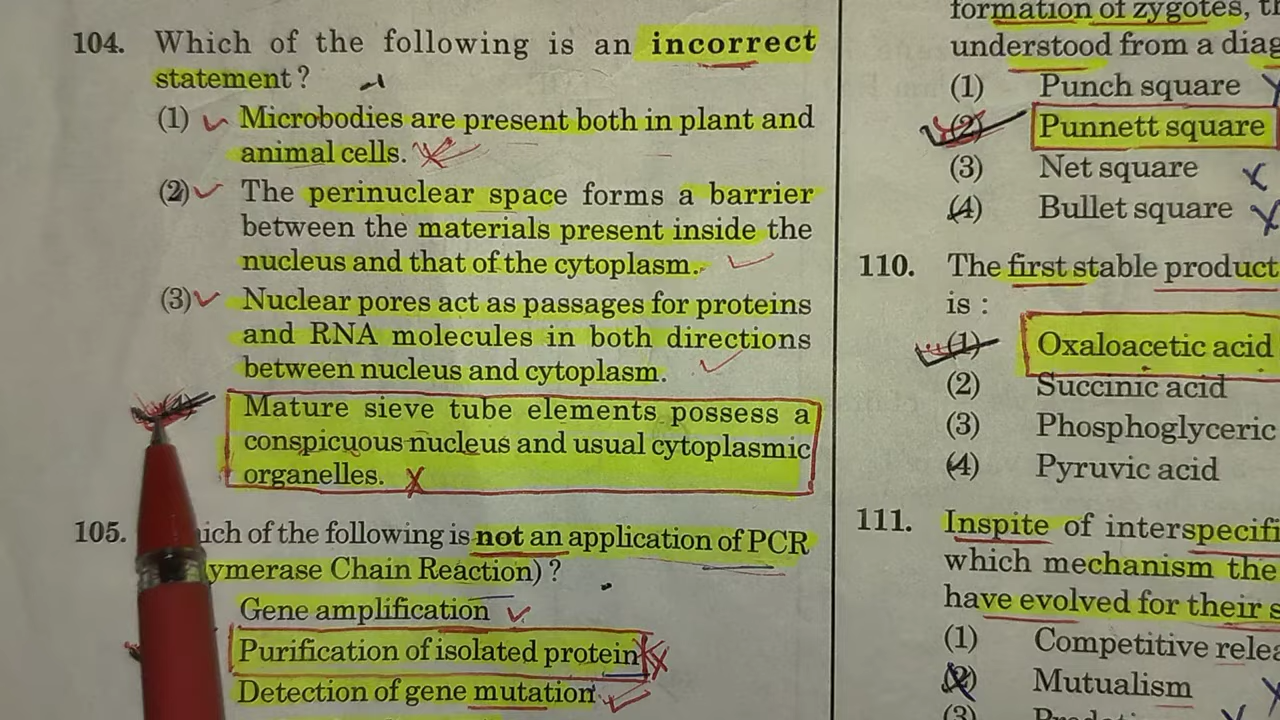 104. Which of the following is an incorrect
statement ?
(1) Microbodies are present both in plant and
animal cells.
(2) The perinuclear space forms a barrier
between the materials present inside the
nucleus and that of the cytoplasm.
(3) Nuclear pores act as passages for proteins
and RNA molecules in both directions
between nucleus and cytoplasm.
Mature sieve tube elements possess a
conspicuous nucleus and usual cytoplasmic
organelles.
105. of the following is not an application of PCR
Chain Reaction) ?
Gene amplification
Purification of isolated protein
Detection of gene mutation
formation of zygotes,
understood from a
(1) Punch square
(2) Punnett square
(3) Net square
(4) Bullet square
110. The first stable product
is :
(1) Oxaloacetic acid
(2) Succinic acid
(3) Phosphoglyceric
(4) Pyruvic acid
111. Inspite of
which mechanism the
have evolved for their
(1) Competitive
(2) Mutualism
(3)